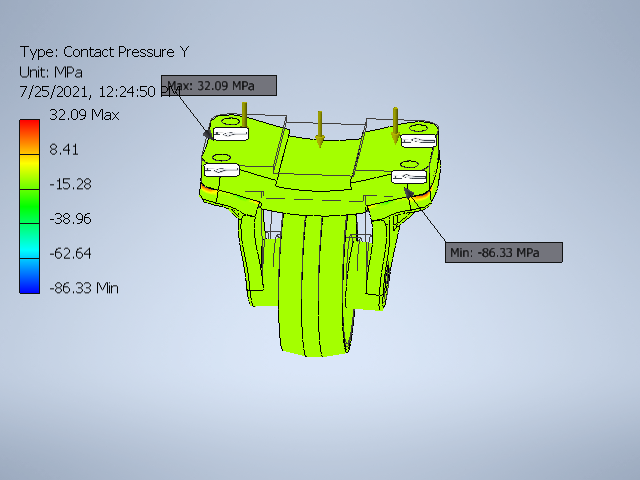 Type: Contact Pressure Y
Unit: MPa
7/25/2021, 12:24:50 PM
Max: 32.09 MPa
32.09 Max
8.41
-15.28
-38.96
-62.64
-86.33 Min
Min: -86.33 MPa